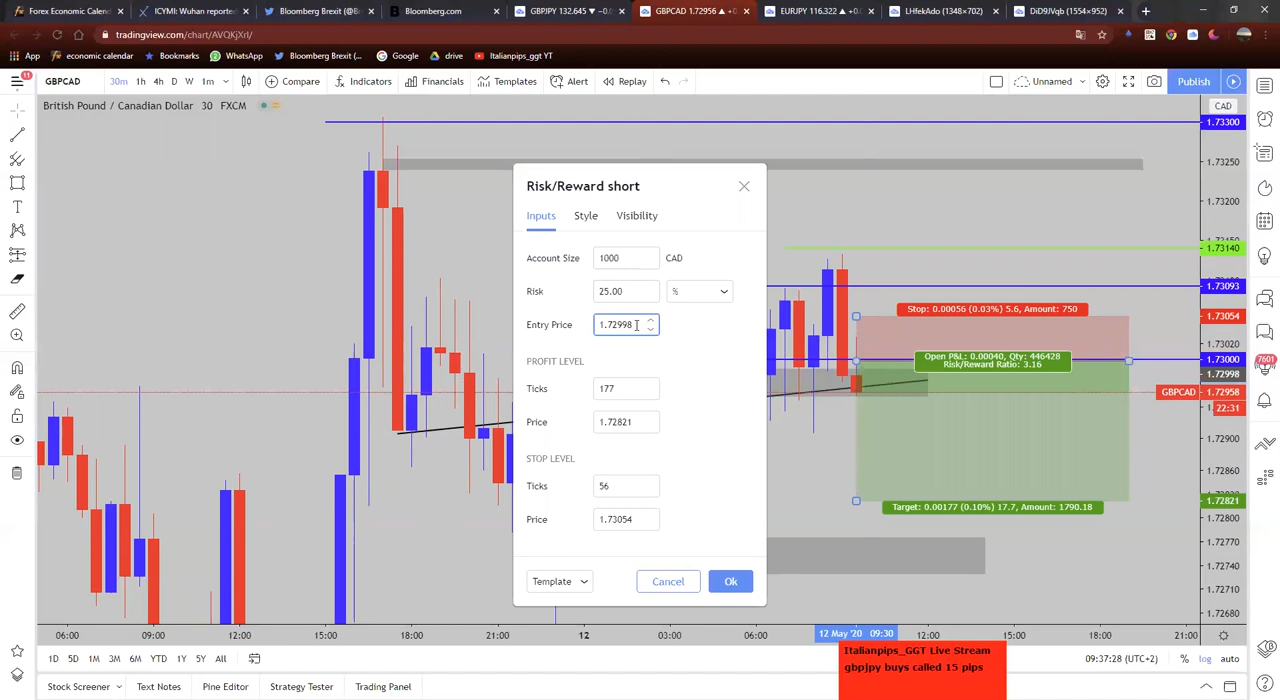 Forex Economic Calend
ICYMI: Wuhan reported
Bloomberg Brexit (
Bloomberg.com
GBPJPY 132.645
GBPCAD 1.72956
EURJPY 116.322
LHfekAdo (1348×702)
DiD9JVqb (1554×952)
tradingview.com/chart/AVQKjXrI/
App
economic calendar
Bookmarks
WhatsApp
Bloomberg Brexit (...
Google
drive
Italianpips_ggt YT
11
GBPCAD
30m 1h 4h D W 1m
Compare
Indicators
Financials
Templates
Alert
Replay
Unnamed
Publish
British Pound / Canadian Dollar 30 FXCM
CAD
1.73300
1.73250
1.73200
1.73140
1.73093
1.73054
1.73020
1.73000
1.72998
GBPCAD
1.72958
22:31
1.72900
1.72860
1.72821
1.72770
1.72740
1.72710
1.72680
Risk/Reward short
Inputs
Style
Visibility
Account Size
1000
CAD
Risk
25.00
%
Entry Price
1.72998
PROFIT LEVEL
Ticks
177
Price
1.72821
STOP LEVEL
Ticks
56
Price
1.73054
Template
Cancel
Ok
Stop: 0.00056 (0.03%) 5.6, Amount: 750
Open P&L: 0.00040, Qty: 446428
Risk/Reward Ratio: 3.16
Target: 0.00177 (0.10%) 17.7, Amount: 1790.18
7601
06:00
09:00
12:00
15:00
18:00
21:00
12
03:00
06:00
12 May '20 09:30
12:00
15:00
18:00
21:00
1D 5D 1M 3M 6M YTD 1Y 5Y All
09:37:28 (UTC+2)
%
log
auto
Italianpips_GGT Live Stream
gbpjpy buys called 15 pips
Stock Screener
Text Notes
Pine Editor
Strategy Tester
Trading Panel